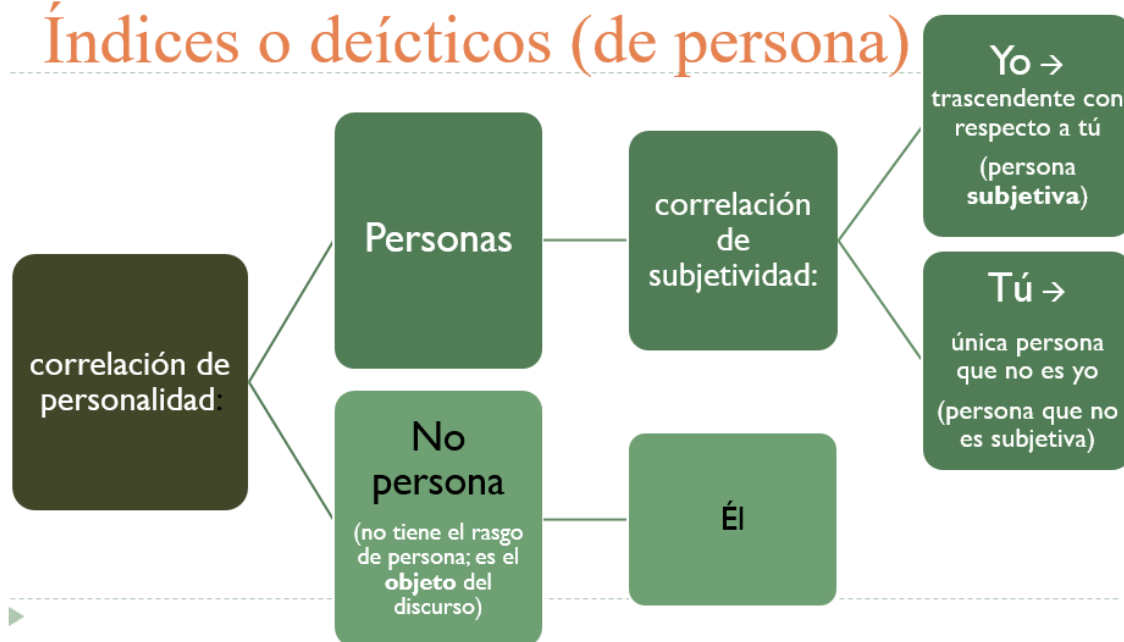 Índices o deícticos (de persona)
correlación de
personalidad:
Personas
No
persona
(no tiene el rasgo
de persona; es el
objeto del
discurso)
correlación
de
subjetividad:
Él
Yo →
trascendente con
respecto a tú
(persona
subjetiva)
Tú →
única persona
que no es yo
(persona que no
es subjetiva)